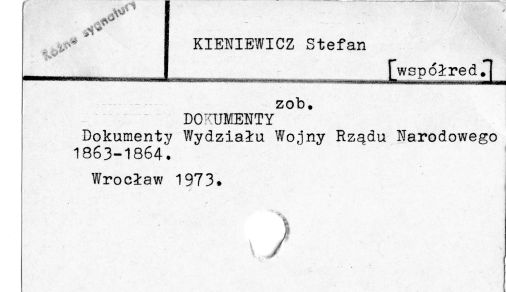 Różne sygnatury
KIENIEWICZ Stefan
[współred.]
zob.
DOKUMENTY
Dokumenty Wydziału Wojny Rządu Narodowego
1863-1864.
Wrocław 1973.